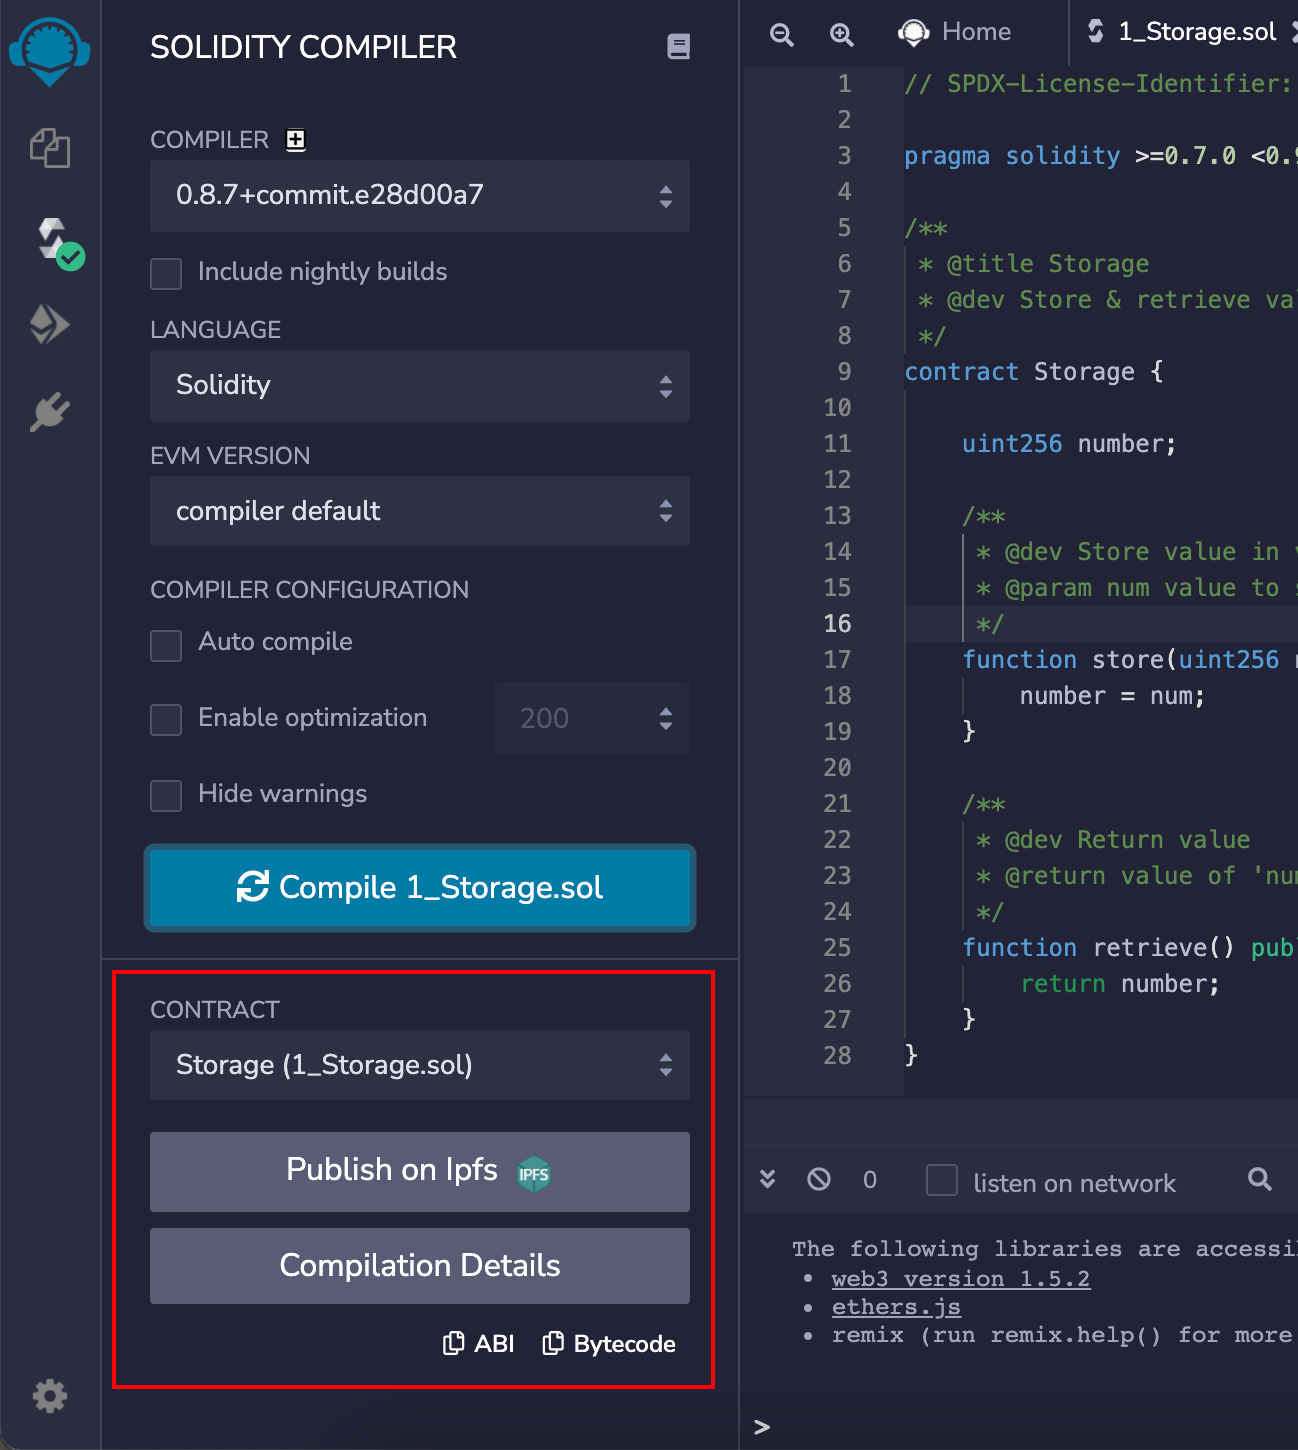 SOLIDITY COMPILER
COMPILER
0.8.7+commit.e28d00a7
Include nightly builds
LANGUAGE
Solidity
EVM VERSION
compiler default
COMPILER CONFIGURATION
Auto compile
Enable optimization
200
Hide warnings
Compile 1_Storage.sol
CONTRACT
Storage (1_Storage.sol)
Publish on Ipfs IPFS
Compilation Details
ABI Bytecode
Home 1_Storage.sol
1 // SPDX-License-Identifier:
2
3 pragma solidity >=0.7.0 <0.9
4
5 /**
6 * @title Storage
7 * @dev Store & retrieve va
8 */
9 contract Storage {
10
11 uint256 number;
12
13 /**
14 * @dev Store value in
15 * @param num value to s
16 */
17 function store(uint256
18 number = num;
19 }
20
21 /**
22 * @dev Return value
23 * @return value of 'num
24 */
25 function retrieve() pub
26 return number;
27 }
28 }
0 listen on network
The following libraries are accessi
• web3 version 1.5.2
• ethers.js
• remix (run remix.help() for more
>